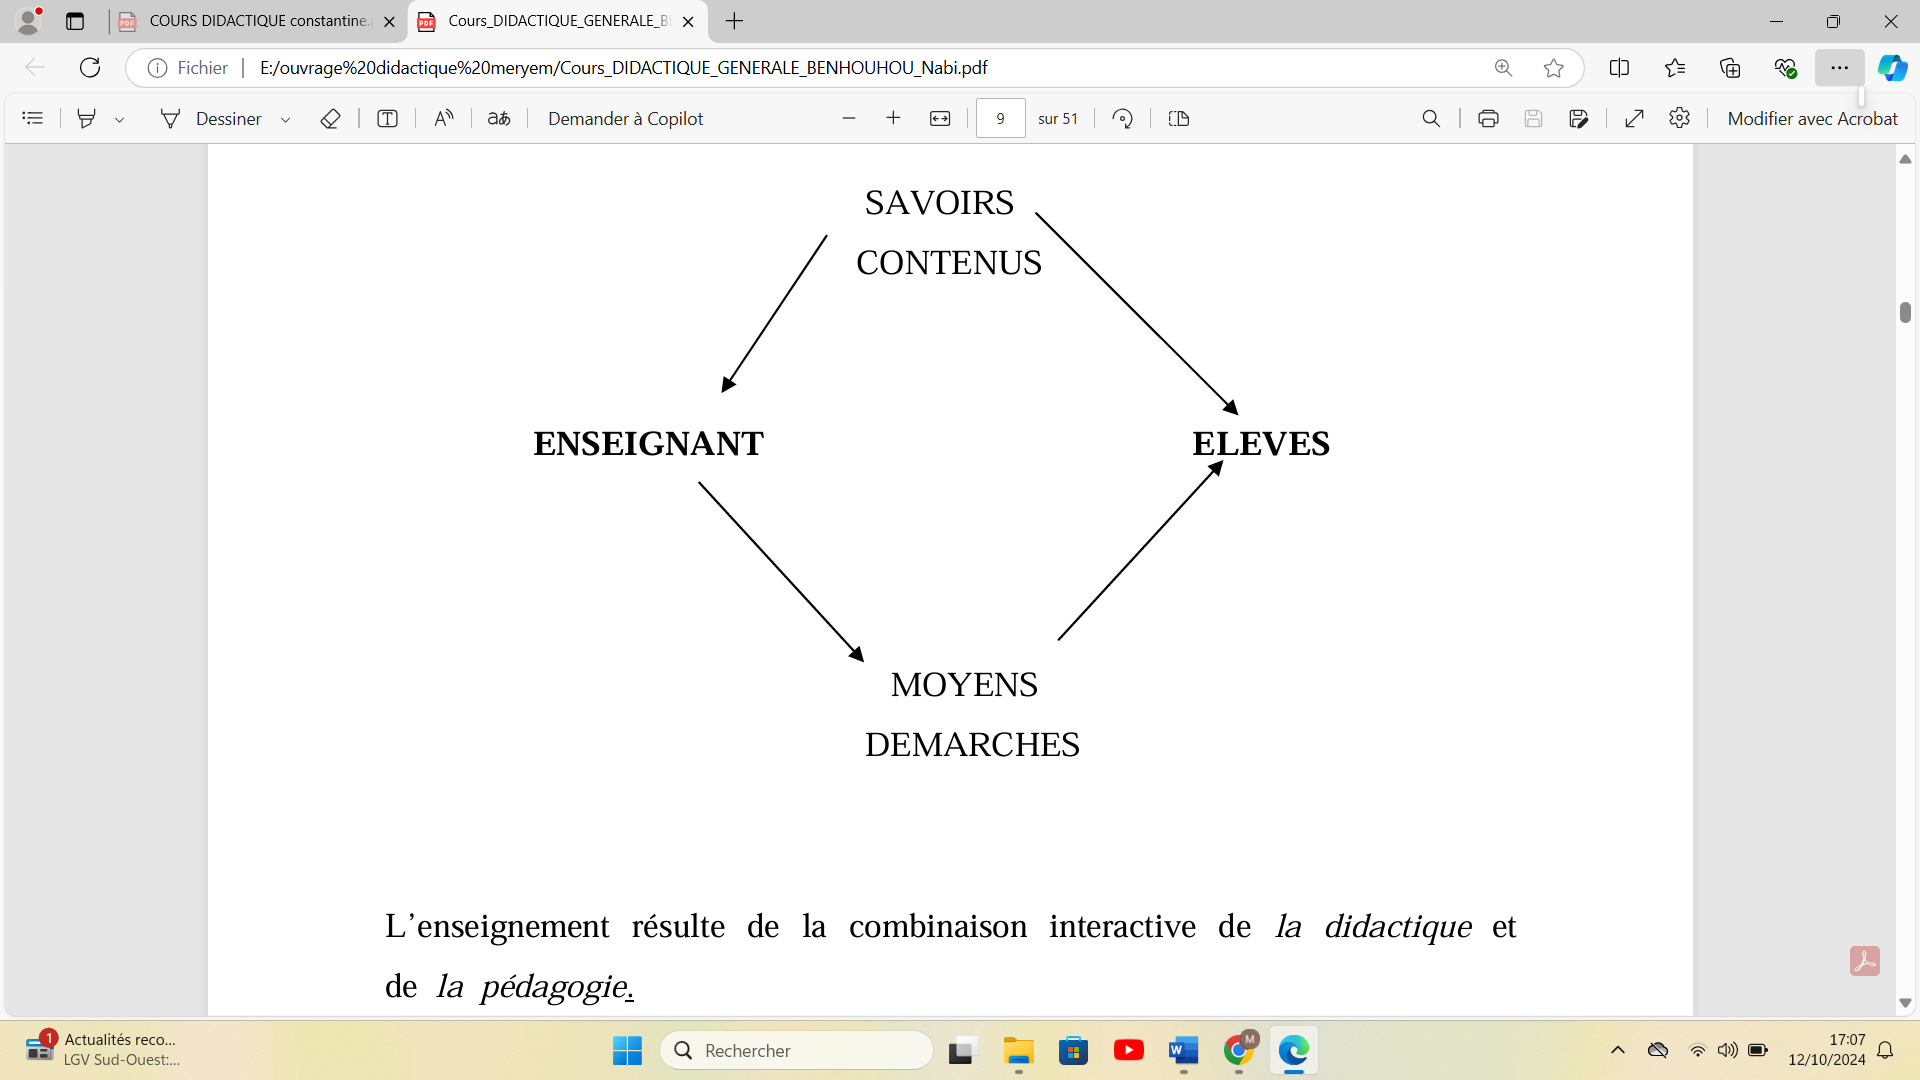 COURS DIDACTIQUE constantine.
Cours_DIDACTIQUE_GENERALE_B
Fichier
E:/ouvrage%20didactique%20meryem/Cours_DIDACTIQUE_GENERALE_BENHOUHOU_Nabi.pdf
Dessiner
Demander à Copilot
9
sur 51
Modifier avec Acrobat
SAVOIRS
CONTENUS
ENSEIGNANT
ELEVES
MOYENS
DEMARCHES
L'enseignement résulte de la combinaison interactive de la didactique et
de la pédagogie.
1
Actualités reco...
LGV Sud-Ouest:...
Rechercher
M
17:07
12/10/2024